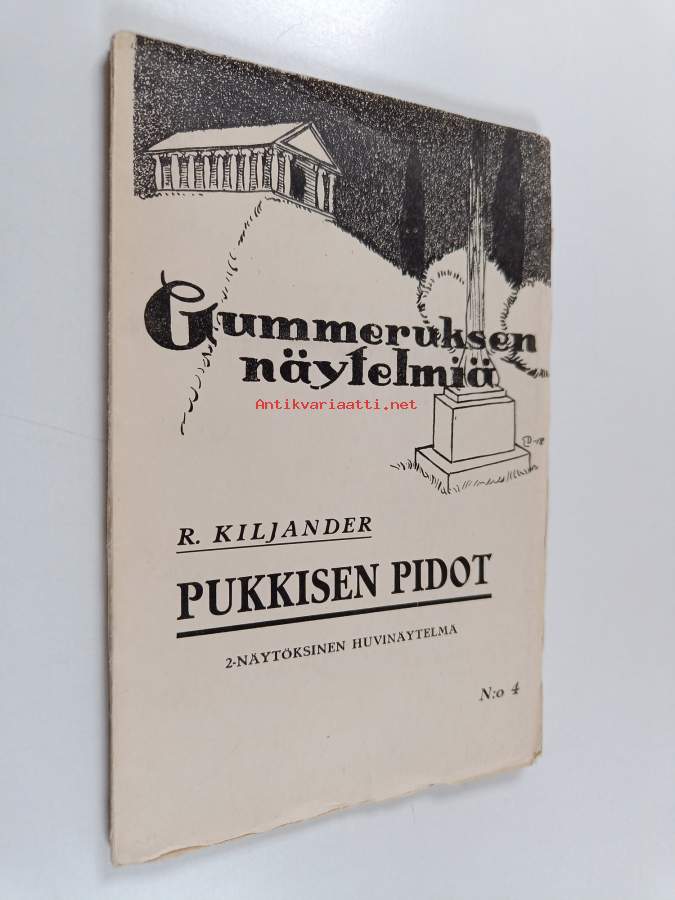 Gummeruksen
näytelmiä
Antikvariaatti.net
R. KILJANDER
PUKKISEN PIDOT
2-NÄYTÖKSINEN HUVINÄYTELMÄ
N:o 4